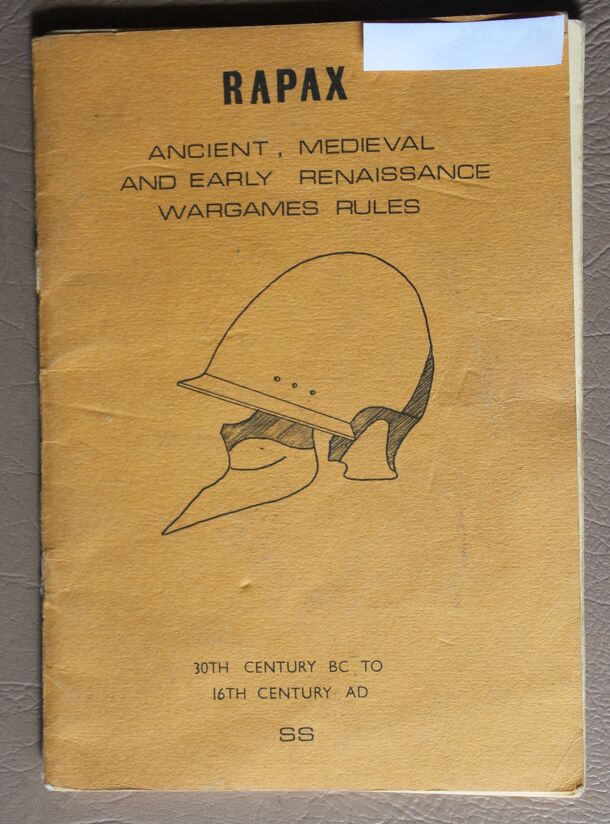 RAPAX
ANCIENT, MEDIEVAL
AND EARLY RENAISSANCE
WARGAMES RULES
30TH CENTURY BC TO
16TH CENTURY AD
SS